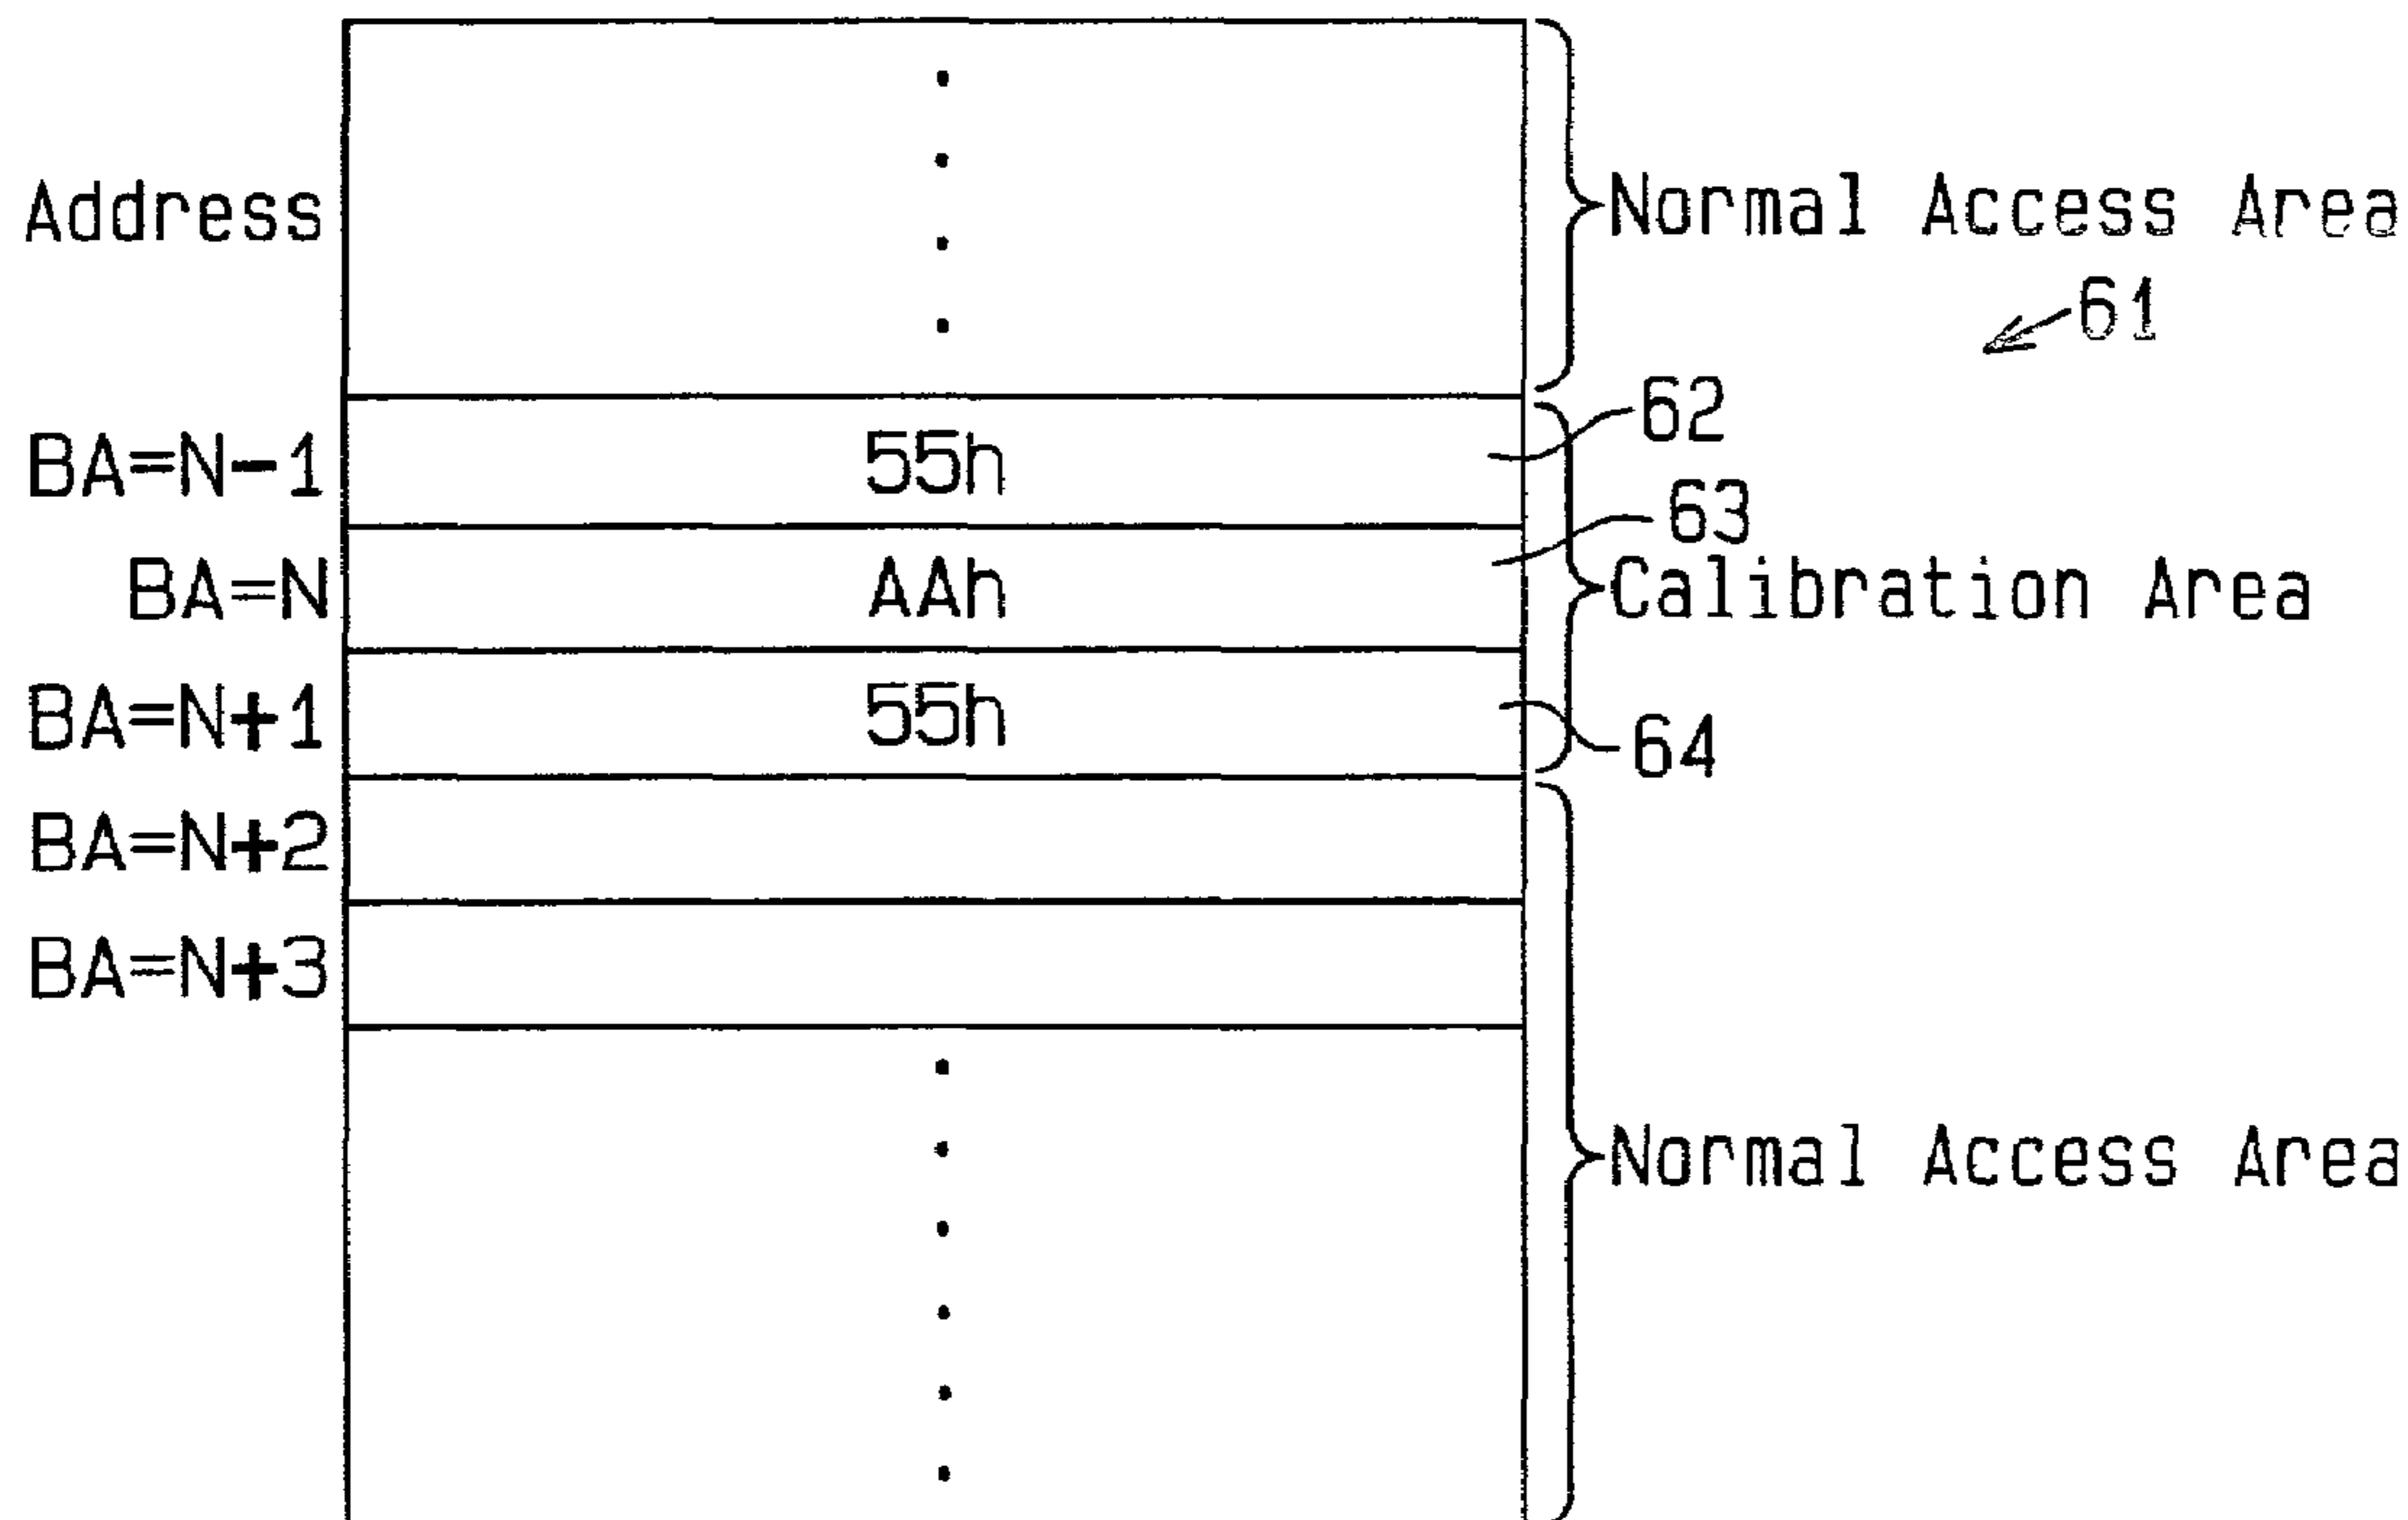 Address
Normal Access Area
61
BA=N-1 55h 62
63
BA=N AAh Calibration Area
BA=N+1 55h 64
BA=N+2
BA=N+3
Normal Access Area